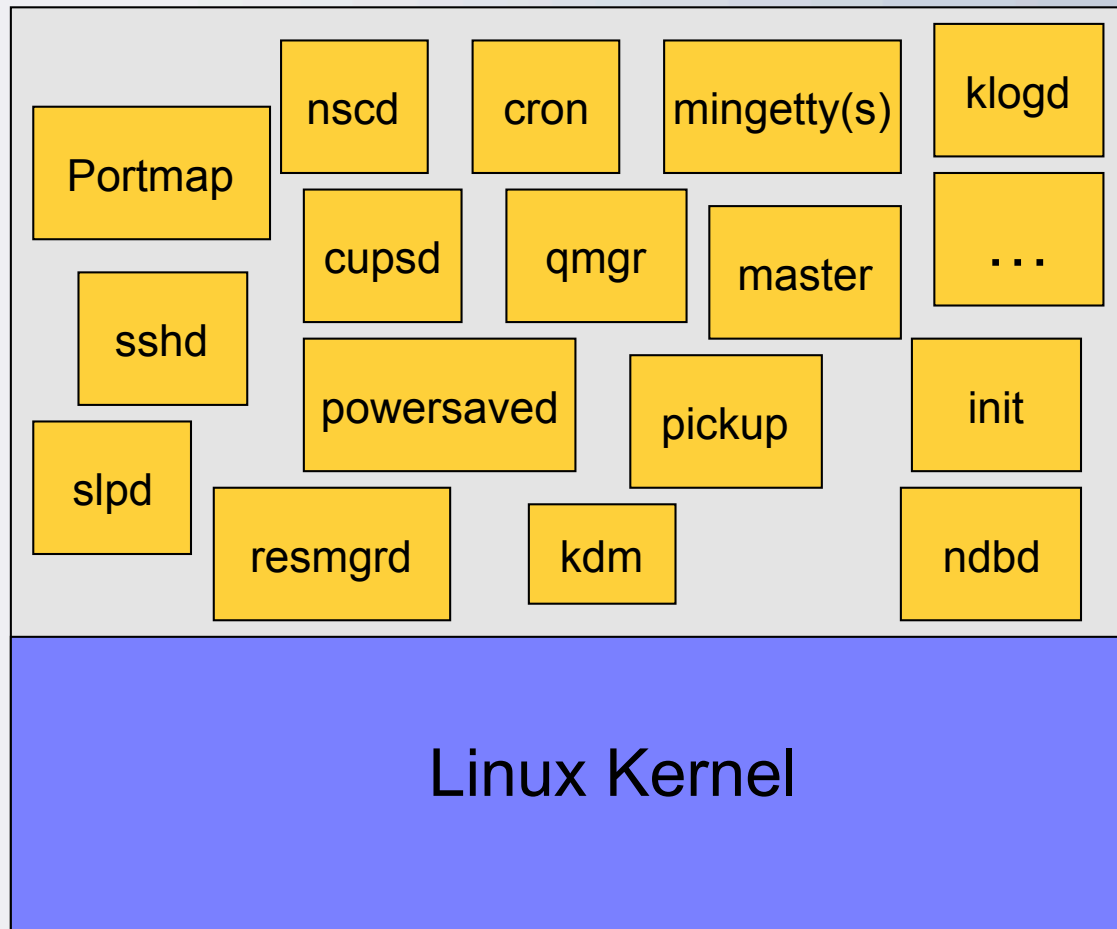 nscd
cron
mingetty(s)
klogd
Portmap
cupsd
qmgr
master
...
sshd
powersaved
pickup
init
slpd
resmgrd
kdm
ndbd
Linux Kernel